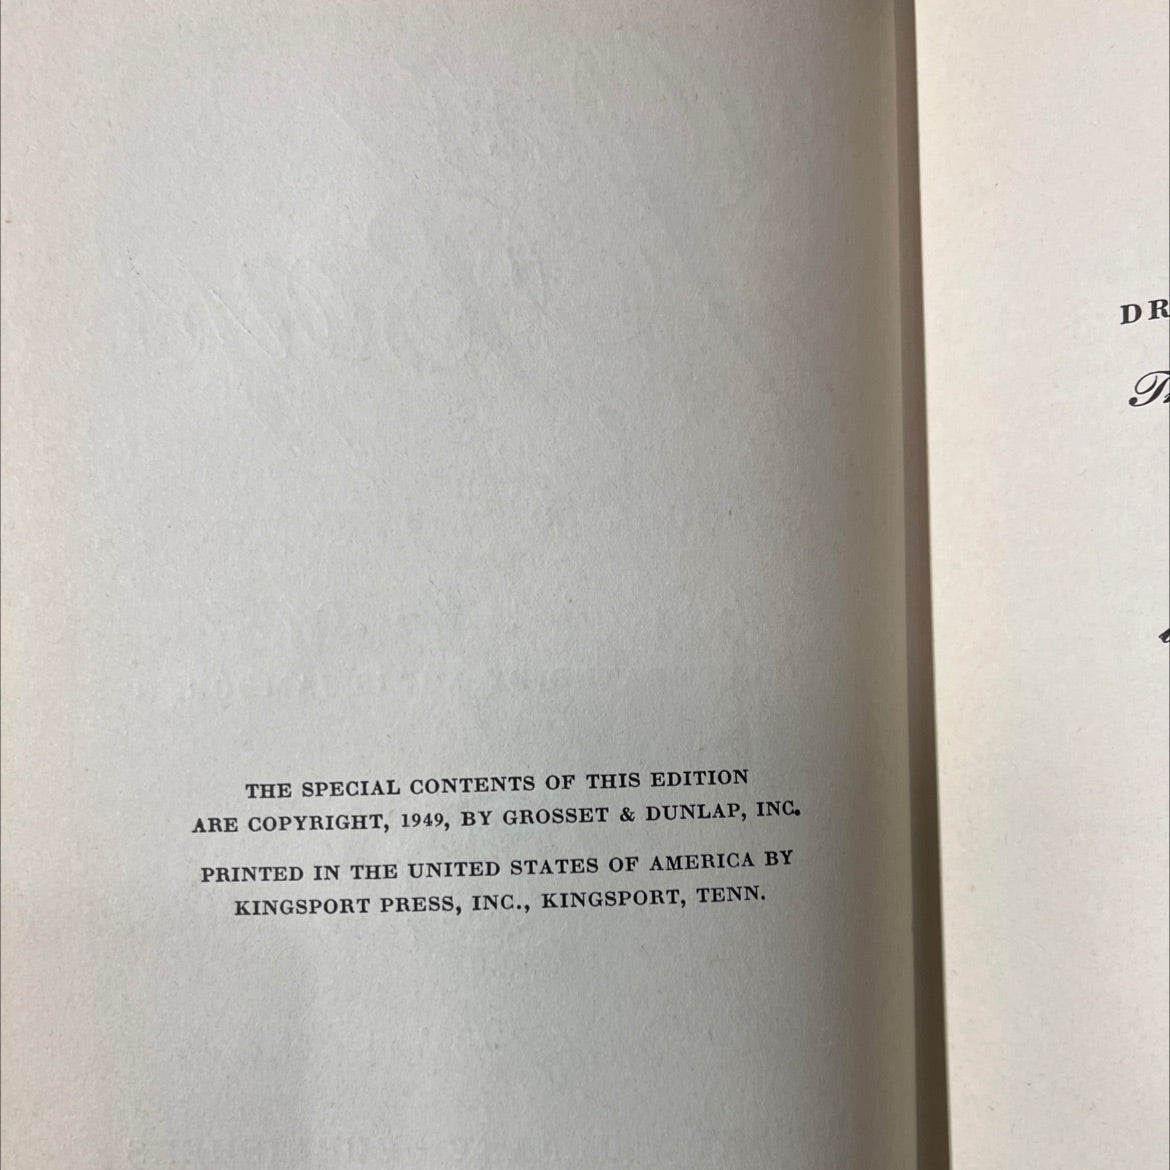 THE SPECIAL CONTENTS OF THIS EDITION
ARE COPYRIGHT, 1949, BY GROSSET & DUNLAP, INC.
PRINTED IN THE UNITED STATES OF AMERICA BY
KINGSPORT PRESS, INC., KINGSPORT, TENN.
DR